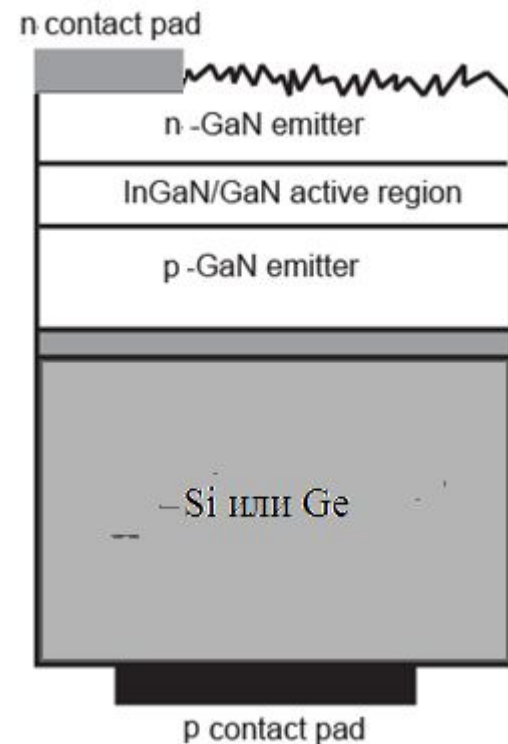 n contact pad
n -GaN emitter
InGaN/GaN active region
p -GaN emitter
Si или Ge
p contact pad